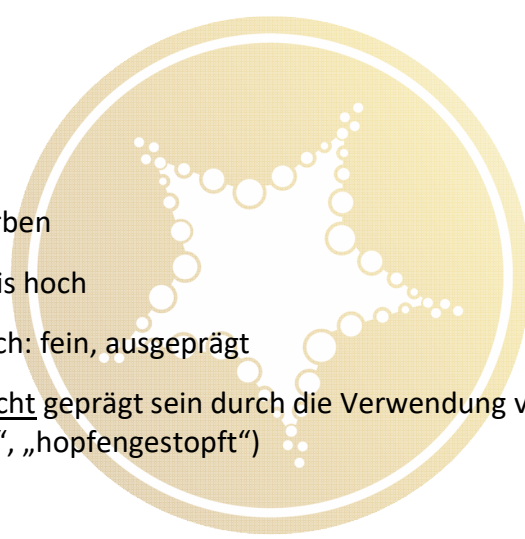 rben
is hoch
ch: fein, ausgeprägt
cht geprägt sein durch die Verwendung v
“, „hopfengestopft“)